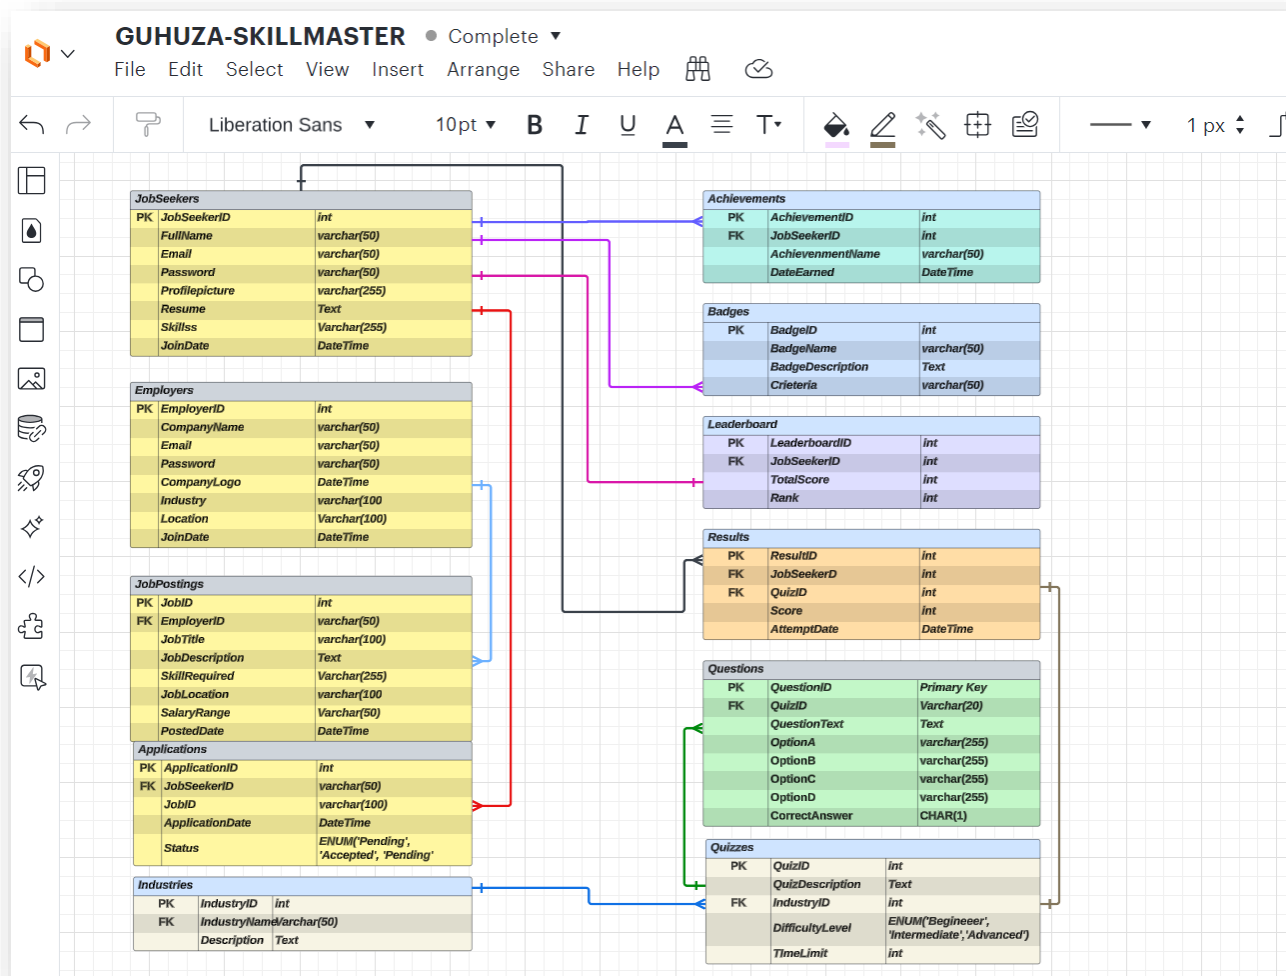 GUHUZA-SKILLMASTER Complete
File Edit Select View Insert Arrange Share Help
Liberation Sans 10pt B I U A T 1 px
JobSeekers
PK JobSeekerID int
FullName varchar(50)
Email varchar(50)
Password varchar(50)
Profilepicture varchar(255)
Resume Text
Skillss Varchar(255)
JoinDate DateTime
Employers
PK EmployerID int
CompanyName varchar(50)
Email varchar(50)
Password varchar(50)
CompanyLogo DateTime
Industry varchar(100
Location Varchar(100)
JoinDate DateTime
JobPostings
PK JobID int
FK EmployerID varchar(50)
JobTitle varchar(100)
JobDescription Text
SkillRequired Varchar(255)
JobLocation varchar(100
SalaryRange Varchar(50)
PostedDate DateTime
Applications
PK ApplicationID int
FK JobSeekerID varchar(50)
JobID varchar(100)
ApplicationDate DateTime
Status ENUM('Pending',
'Accepted', 'Pending'
Industries
PK IndustryID int
FK IndustryName Varchar(50)
Description Text
Achievements
PK AchievementID int
FK JobSeekerID int
AchievenmentName varchar(50)
DateEarned DateTime
Badges
PK BadgeID int
BadgeName varchar(50)
BadgeDescription Text
Crieteria varchar(50)
Leaderboard
PK LeaderboardID int
FK JobSeekerID int
TotalScore int
Rank int
Results
PK ResultID int
FK JobSeekerD int
FK QuizID int
Score int
AttemptDate DateTime
Questions
PK QuestionID Primary Key
FK QuizID Varchar(20)
QuestionText Text
OptionA varchar(255)
OptionB varchar(255)
OptionC varchar(255)
OptionD varchar(255)
CorrectAnswer CHAR(1)
Quizzes
PK QuizID int
QuizDescription Text
FK IndustryID int
DifficultyLevel ENUM('Begineeer',
'Intermediate','Advanced')
TImeLimit int